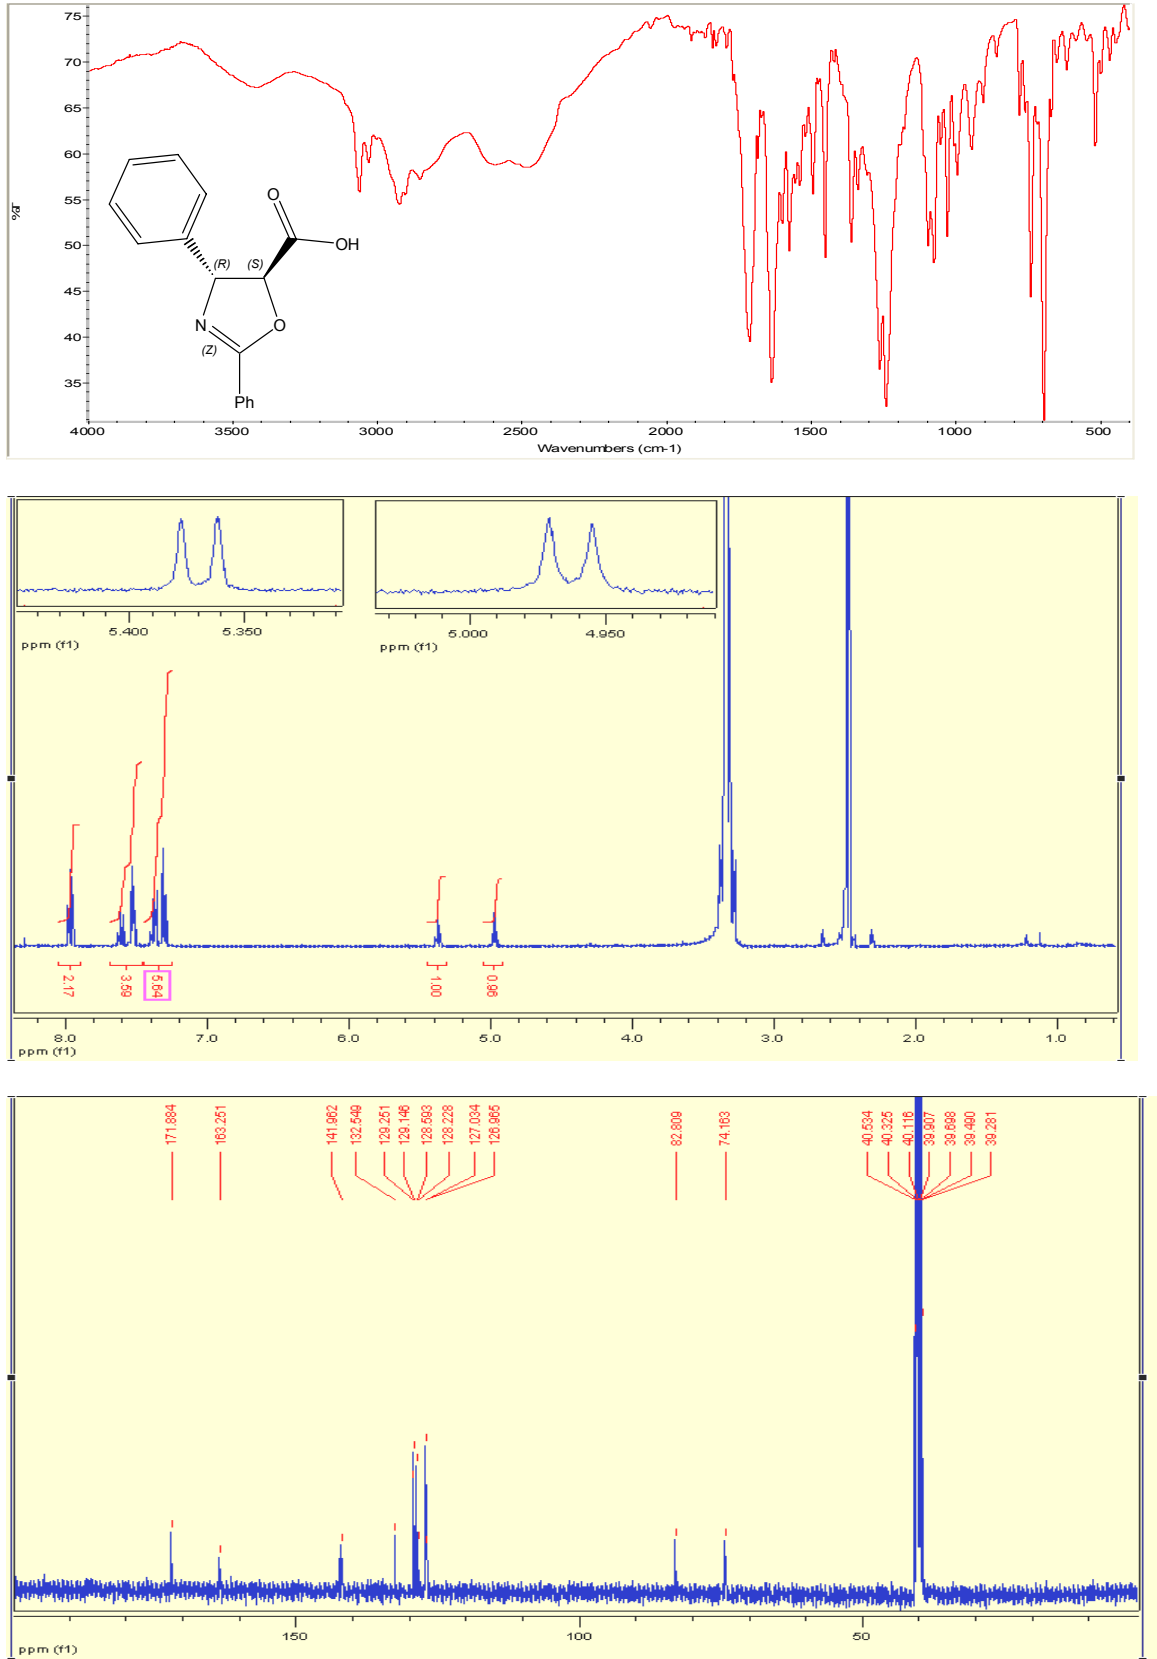 75
70
65
60
55
50
45
40
35
%T
4000 3500 3000 2500 2000 1500 1000 500
Wavenumbers (cm-1)
O
OH
(R) (S)
N
O
(Z)
Ph
5.400 5.350
ppm (f1)
5.000 4.950
ppm (f1)
2.17
3.59
5.64
1.00
0.96
8.0 7.0 6.0 5.0 4.0 3.0 2.0 1.0
ppm (f1)
171.884
163.251
141.962
132.549
129.251
129.146
128.593
128.228
127.034
126.965
82.809
74.163
40.534
40.325
40.116
39.907
39.698
39.490
39.281
150 100 50
ppm (f1)